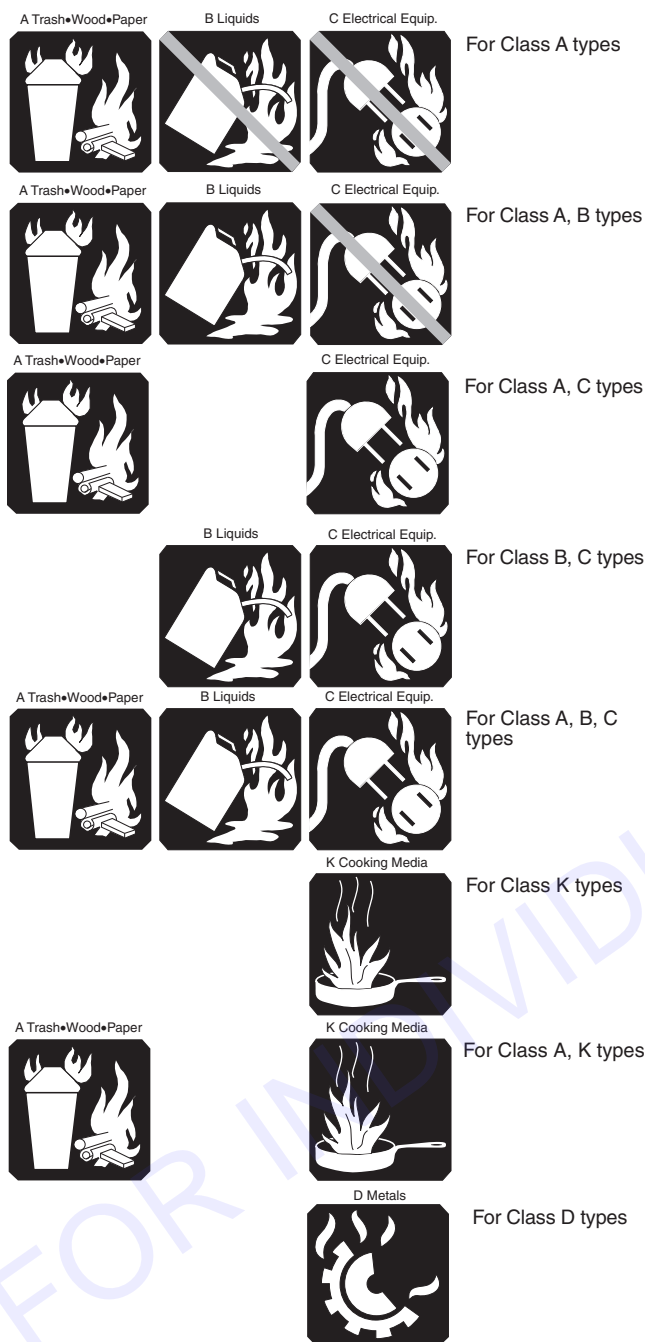 A Trash•Wood•Paper B Liquids C Electrical Equip. For Class A types
A Trash•Wood•Paper B Liquids C Electrical Equip. For Class A, B types
A Trash•Wood•Paper C Electrical Equip. For Class A, C types
B Liquids C Electrical Equip. For Class B, C types
A Trash•Wood•Paper B Liquids C Electrical Equip. For Class A, B, C
types
K Cooking Media For Class K types
A Trash•Wood•Paper K Cooking Media For Class A, K types
D Metals For Class D types
FOR